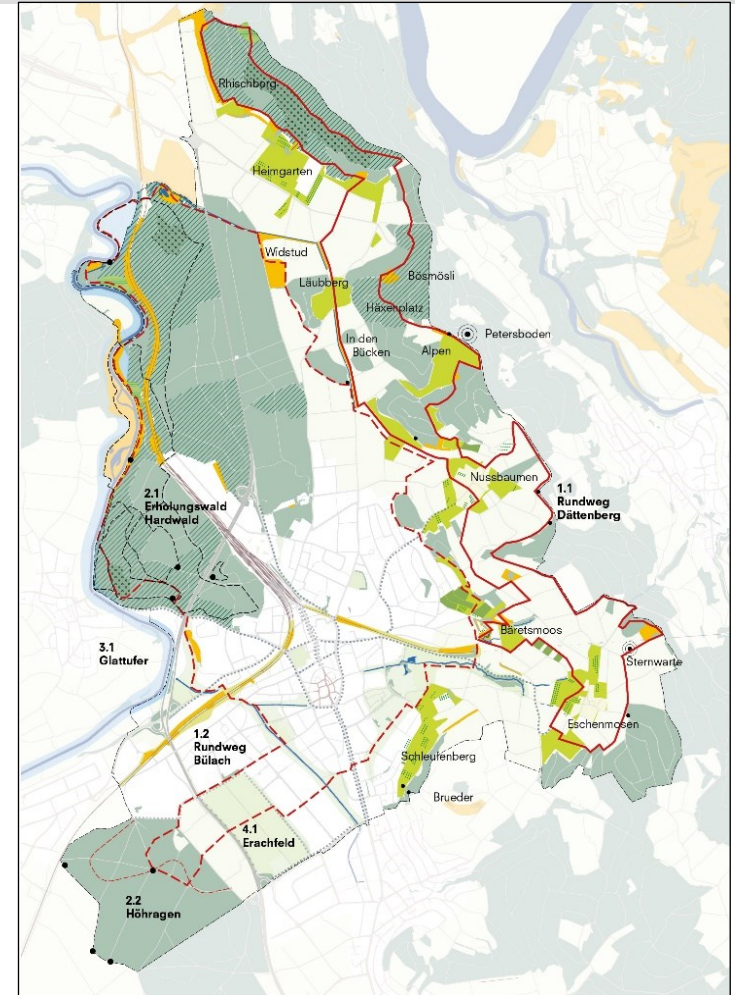 Rhischbärg
Heimgarten
Widstud
Läubberg
Bösmösli
Häxenplatz
Petersboden
In den
Bücken
Alpen
Nussbaumen
1.1
Rundweg
Dättenberg
2.1
Erholungswald
Hardwald
Bäretsmoos
3.1
Glattufer
Sternwarte
Eschenmosen
1.2
Rundweg
Bülach
Schleufenberg
Brueder
4.1
Erachfeld
2.2
Höhragen